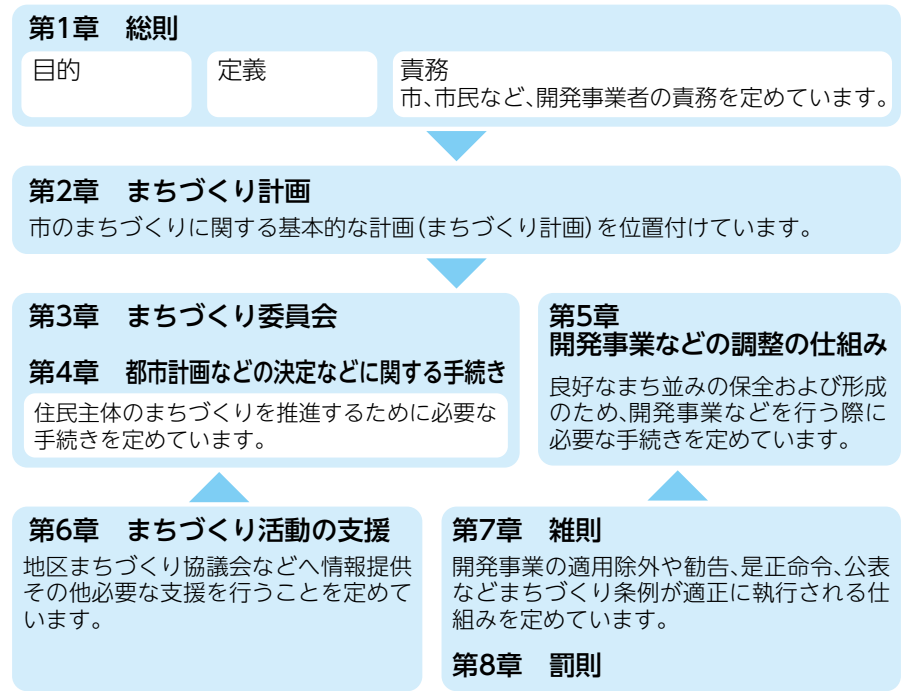 第1章　総則
目的
定義
責務
市、市民など、開発事業者の責務を定めています。
第2章　まちづくり計画
市のまちづくりに関する基本的な計画(まちづくり計画)を位置付けています。
第3章　まちづくり委員会
第4章　都市計画などの決定などに関する手続き
住民主体のまちづくりを推進するために必要な
手続きを定めています。
第5章
開発事業などの調整の仕組み
良好なまち並みの保全および形成
のため、開発事業などを行う際に
必要な手続きを定めています。
第6章　まちづくり活動の支援
地区まちづくり協議会などへ情報提供
その他必要な支援を行うことを定めて
います。
第7章　雑則
開発事業の適用除外や勧告、是正命令、公表
などまちづくり条例が適正に執行される仕
組みを定めています。
第8章　罰則